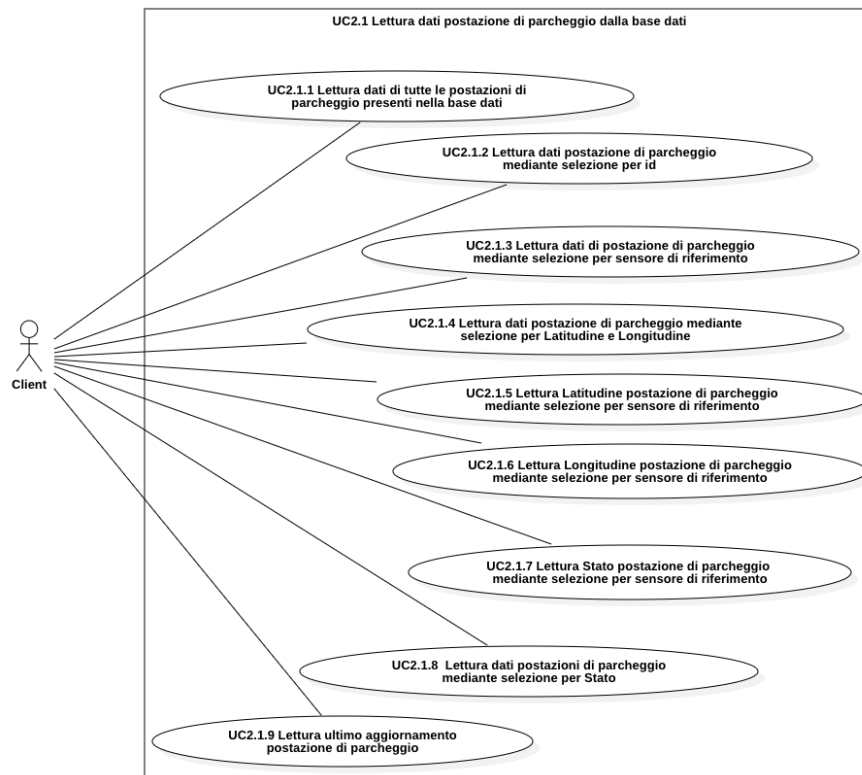 UC2.1 Lettura dati postazione di parcheggio dalla base dati
UC2.1.1 Lettura dati di tutte le postazioni di
parcheggio presenti nella base dati
UC2.1.2 Lettura dati postazione di parcheggio
mediante selezione per id
UC2.1.3 Lettura dati di postazione di parcheggio
mediante selezione per sensore di riferimento
UC2.1.4 Lettura dati postazione di parcheggio mediante
selezione per Latitudine e Longitudine
Client
UC2.1.5 Lettura Latitudine postazione di parcheggio
mediante selezione per sensore di riferimento
UC2.1.6 Lettura Longitudine postazione di parcheggio
mediante selezione per sensore di riferimento
UC2.1.7 Lettura Stato postazione di parcheggio
mediante selezione per sensore di riferimento
UC2.1.8 Lettura dati postazioni di parcheggio
mediante selezione per Stato
UC2.1.9 Lettura ultimo aggiornamento
postazione di parcheggio